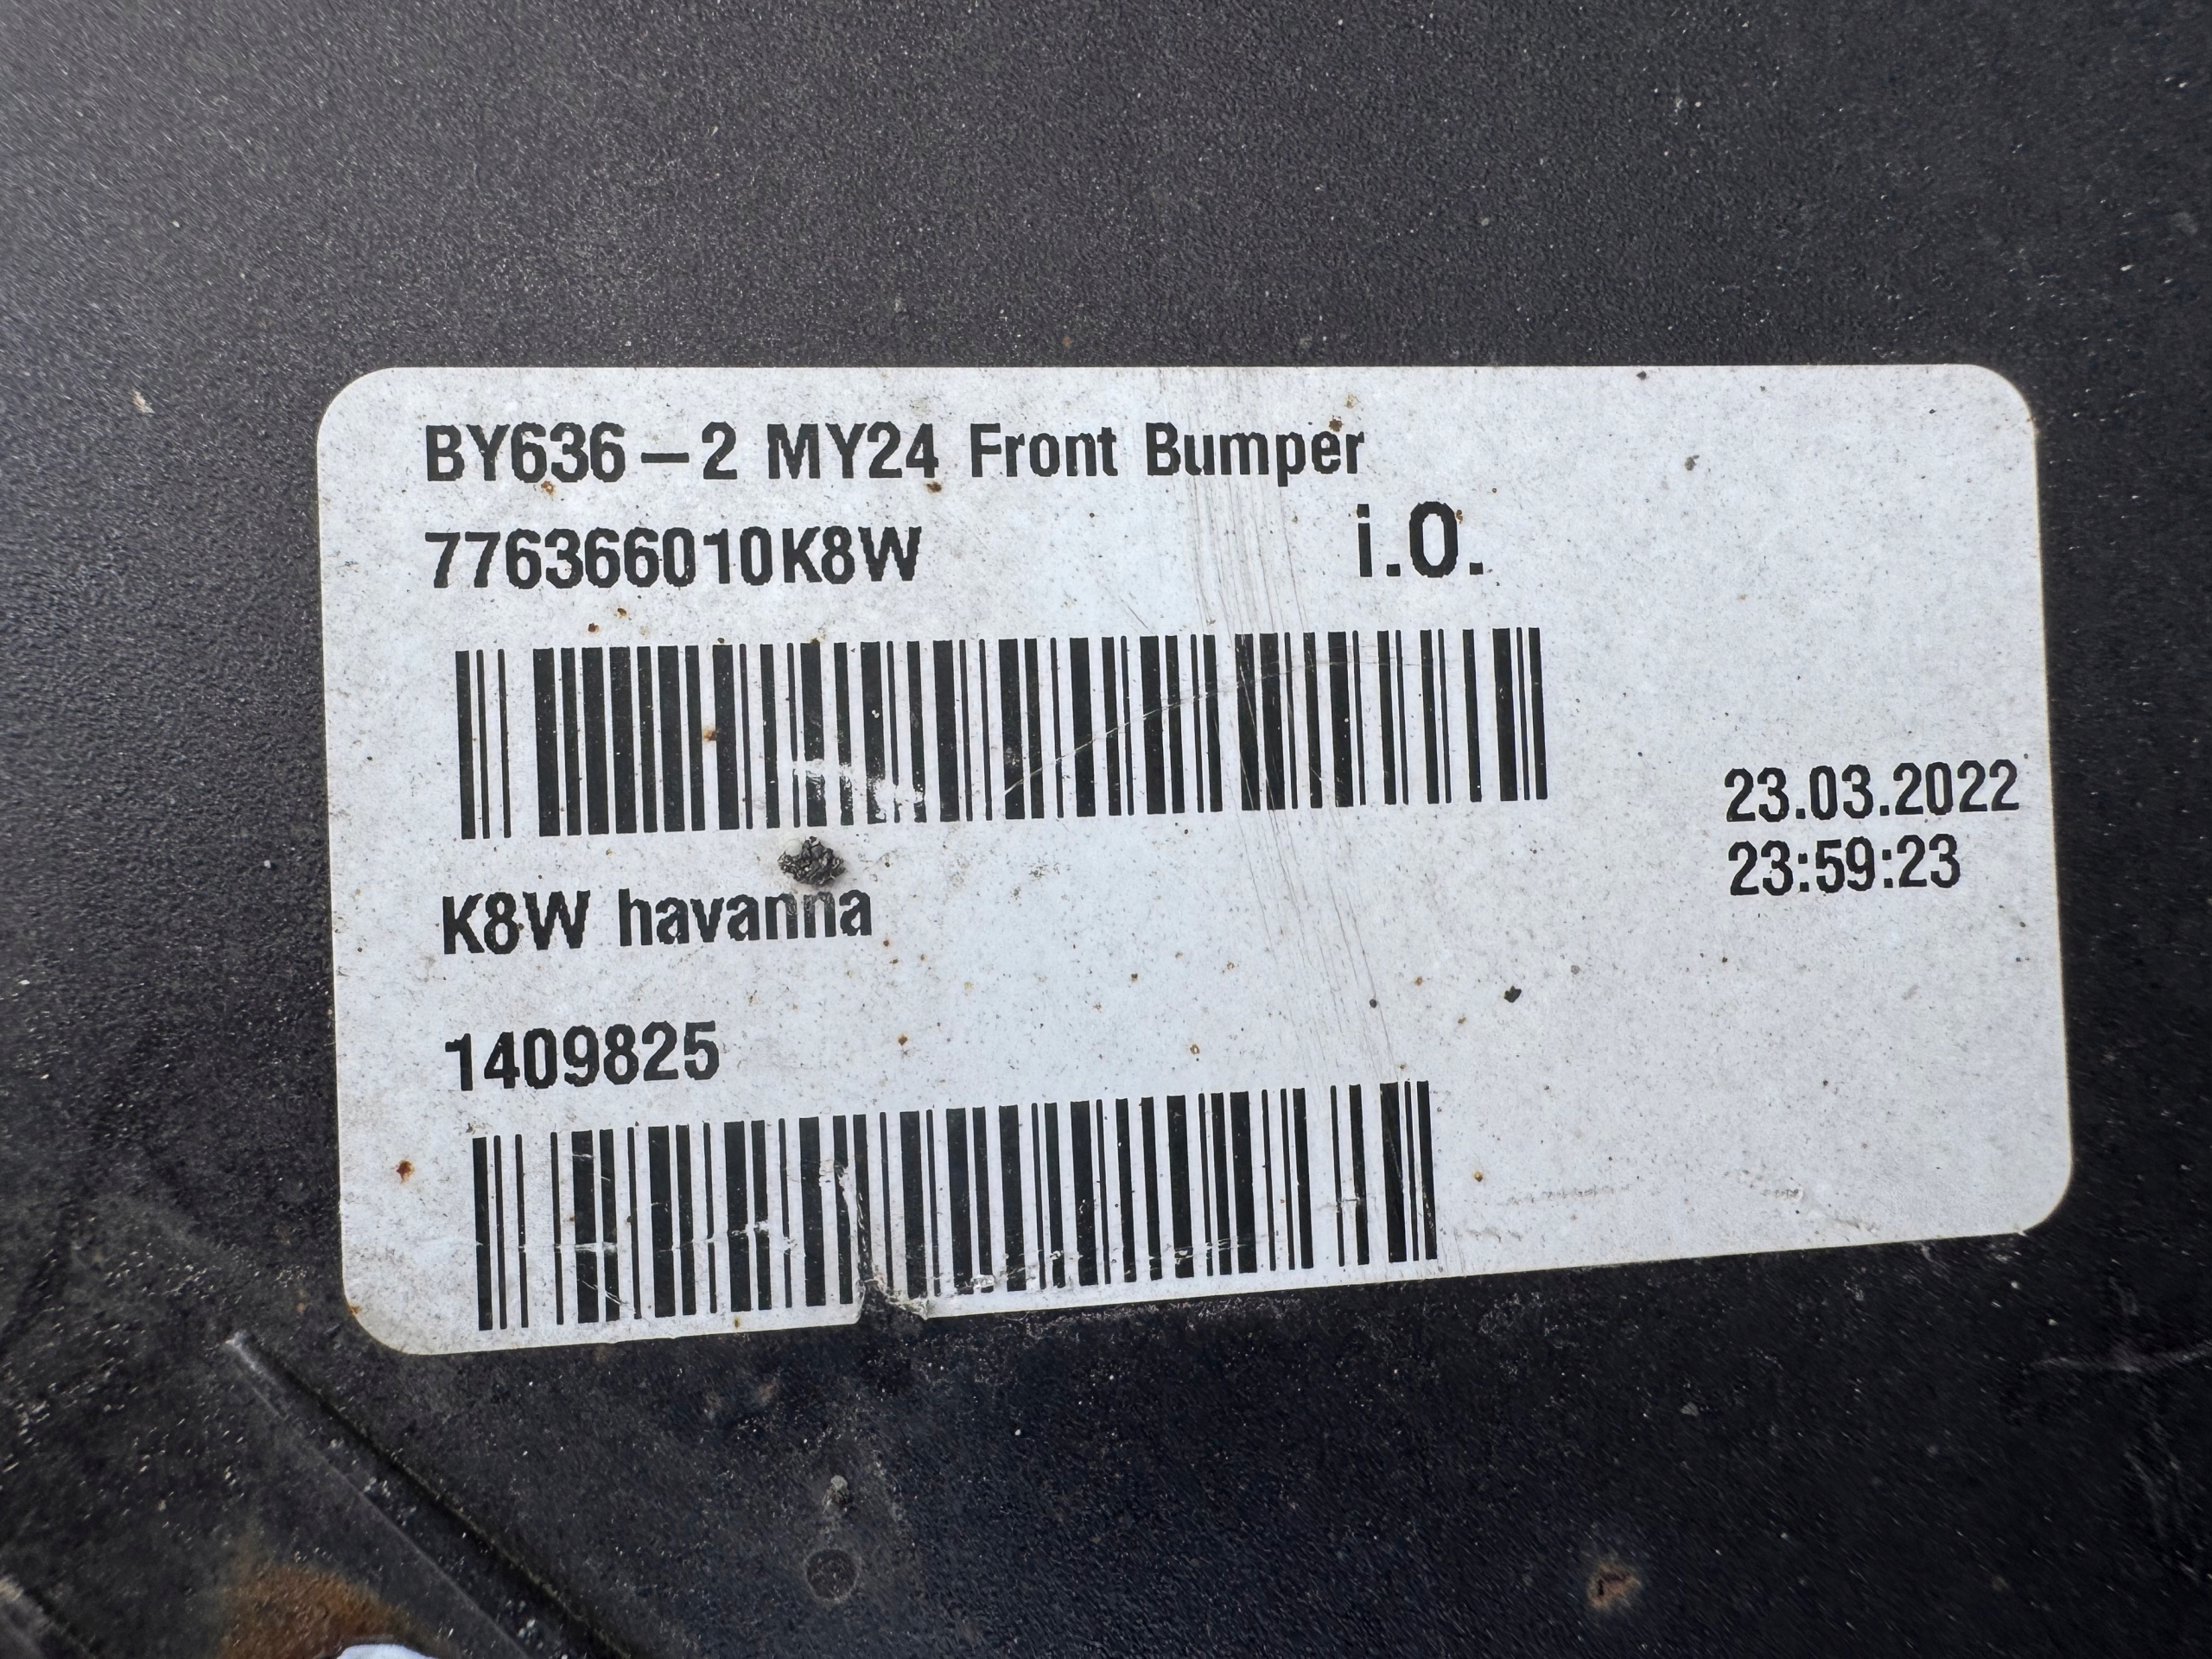 BY636-2 MY24 Front Bumper
776366010K8W
i.O.
23.03.2022
23:59:23
K8W havanna
1409825